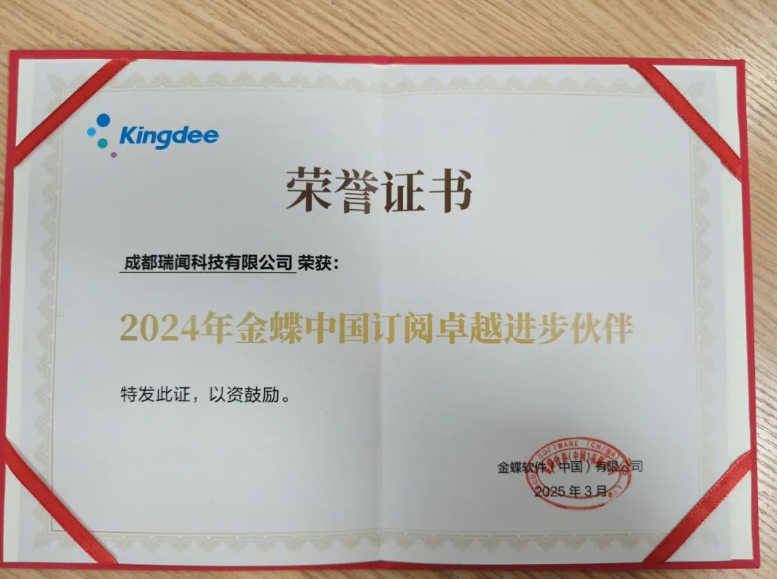 Kingdee
荣誉证书
成都瑞闻科技有限公司 荣获：
2024年金蝶中国订阅卓越进步伙伴
特发此证，以资鼓励。
金蝶软件（中国）有限公司
2025年3月